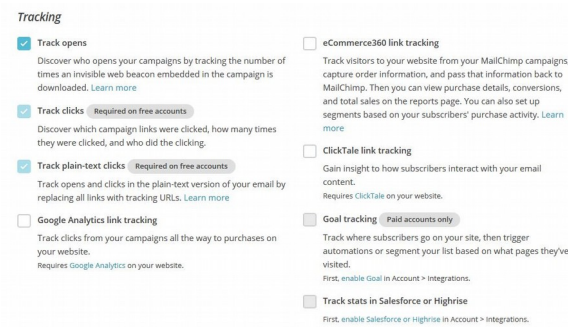 Tracking
Track opens
Discover who opens your campaigns by tracking the number of
times an invisible web beacon embedded in the campaign is
downloaded. Learn more
Track clicks Required on free accounts
Discover which campaign links were clicked, how many times
they were clicked, and who did the clicking.
Track plain-text clicks Required on free accounts
Track opens and clicks in the plain-text version of your email by
replacing all links with tracking URLs. Learn more
Google Analytics link tracking
Track clicks from your campaigns all the way to purchases on
your website.
Requires Google Analytics on your website.
eCommerce360 link tracking
Track visitors to your website from your MailChimp campaigns,
capture order information, and pass that information back to
MailChimp. Then you can view purchase details, conversions,
and total sales on the reports page. You can also set up
segments based on your subscribers' purchase activity. Learn
more
ClickTale link tracking
Gain insight to how subscribers interact with your email
content.
Requires ClickTale on your website.
Goal tracking Paid accounts only
Track where subscribers go on your site, then trigger
automations or segment your list based on what pages they've
visited.
First, enable Goal in Account > Integrations.
Track stats in Salesforce or Highrise
First, enable Salesforce or Highrise in Account > Integrations.